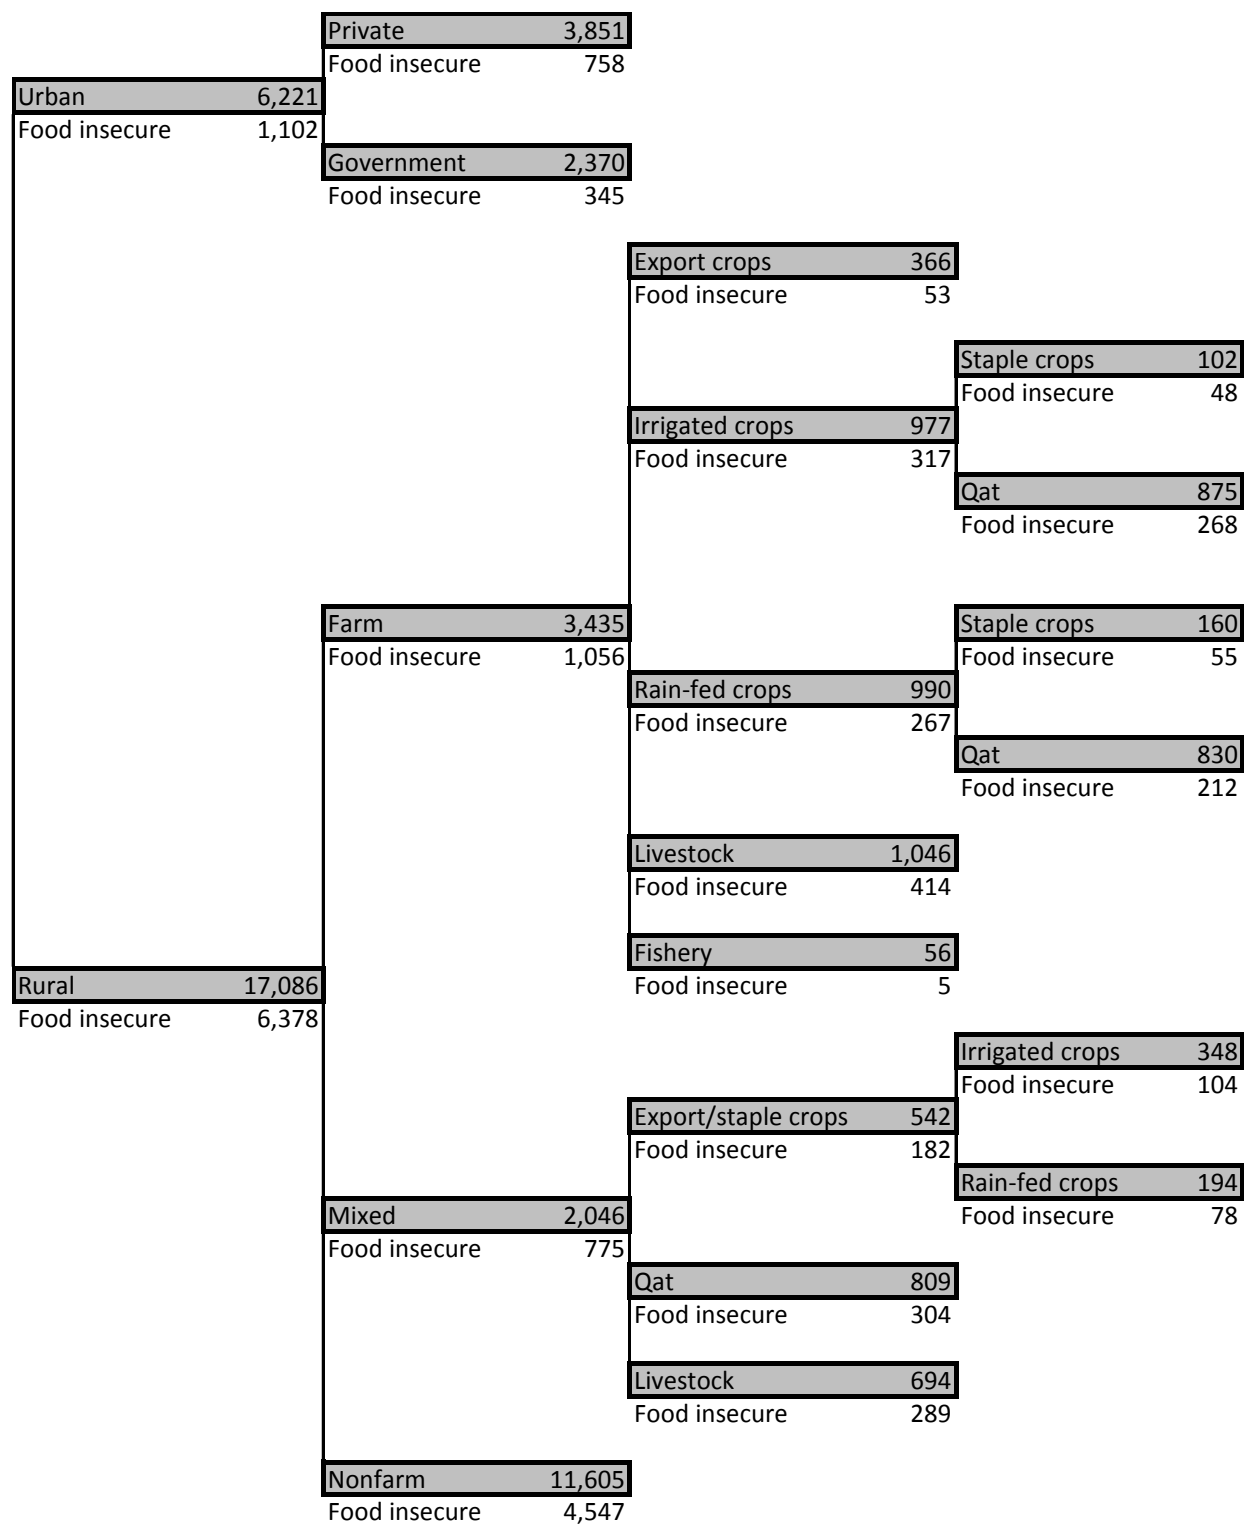 Private 3,851
Food insecure 758
Urban 6,221
Food insecure 1,102
Government 2,370
Food insecure 345
Export crops 366
Food insecure 53
Staple crops 102
Food insecure 48
Irrigated crops 977
Food insecure 317
Qat 875
Food insecure 268
Farm 3,435
Food insecure 1,056
Staple crops 160
Food insecure 55
Rain-fed crops 990
Food insecure 267
Qat 830
Food insecure 212
Livestock 1,046
Food insecure 414
Fishery 56
Food insecure 5
Rural 17,086
Food insecure 6,378
Irrigated crops 348
Food insecure 104
Export/staple crops 542
Food insecure 182
Rain-fed crops 194
Food insecure 78
Mixed 2,046
Food insecure 775
Qat 809
Food insecure 304
Livestock 694
Food insecure 289
Nonfarm 11,605
Food insecure 4,547